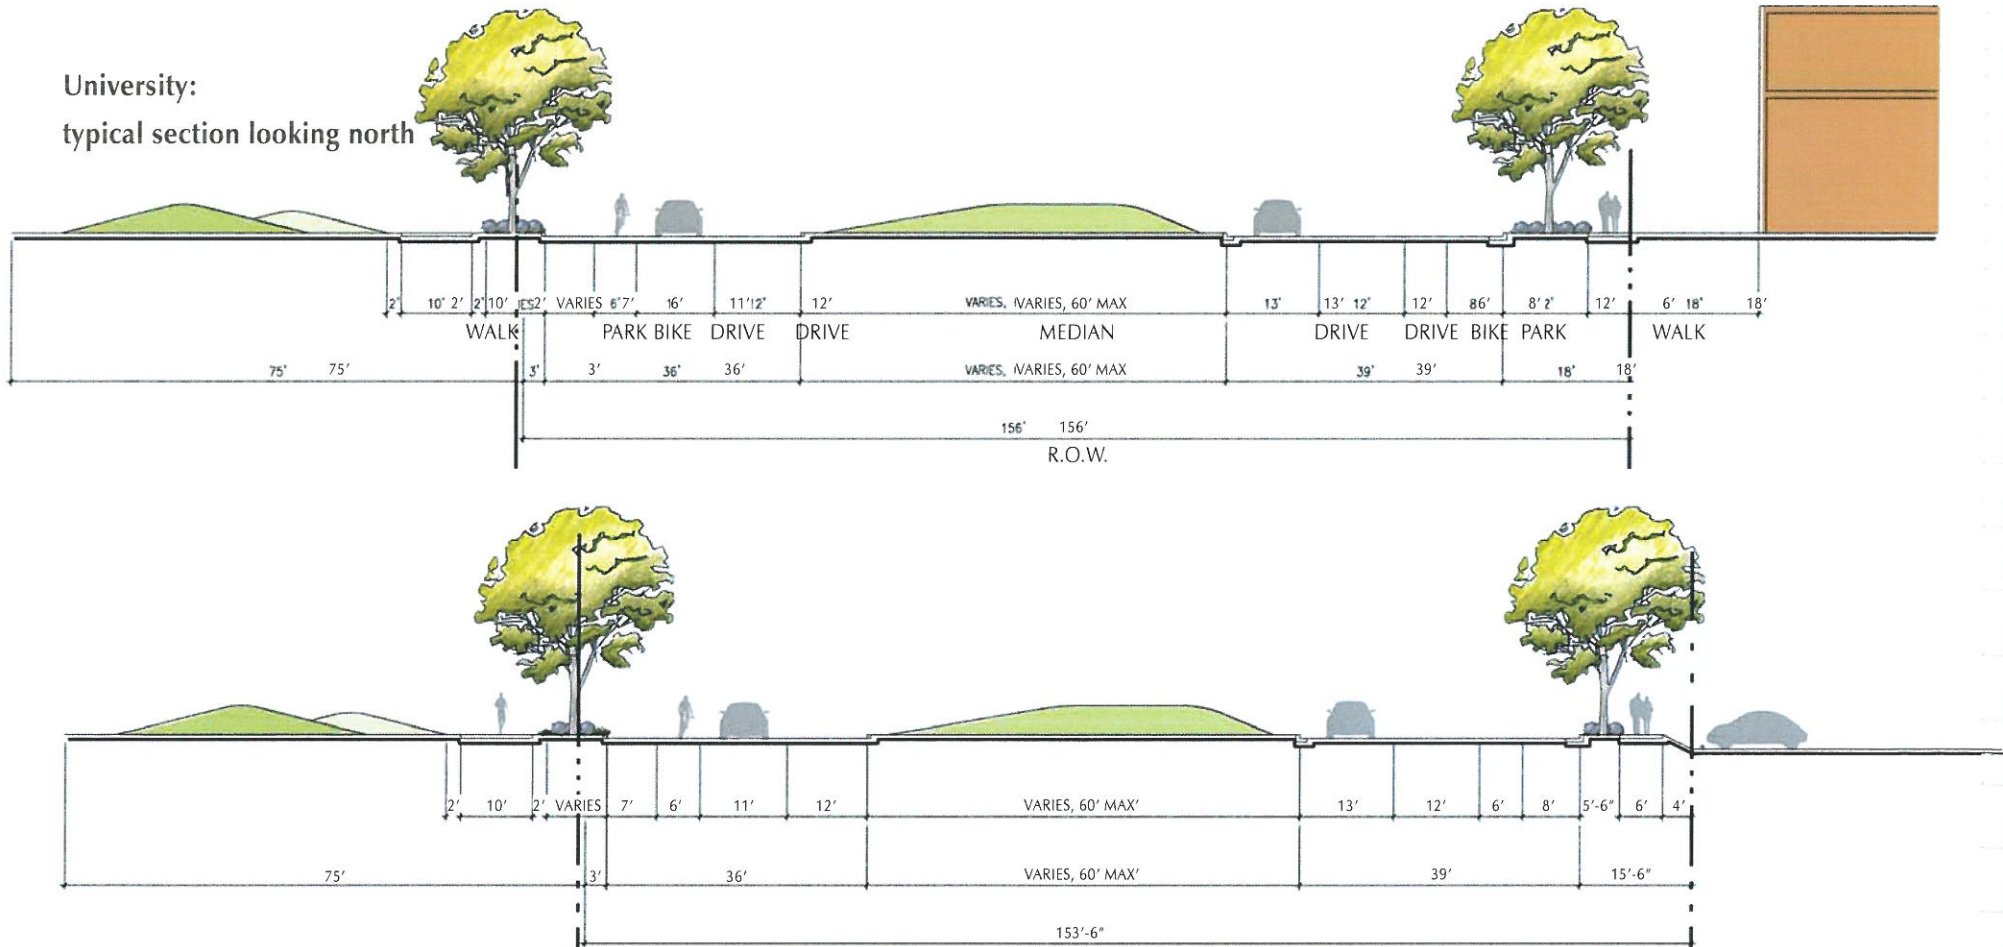 University:
typical section looking north
2' 10' 2' 2' 10' 2' VARIES 6' 7' 16' 11' 12' 12' VARIES, VARIES, 60' MAX 13' 13' 12' 12' 6' 8' 2' 12' 6' 18' 18'
WALK PARK BIKE DRIVE DRIVE MEDIAN DRIVE DRIVE BIKE PARK WALK
75' 75' 3' 3' 36' 36' VARIES, VARIES, 60' MAX 39' 39' 18' 18'
156' 156'
R.O.W.
2' 10' 2' VARIES 7' 6' 11' 12' VARIES, 60' MAX' 13' 12' 6' 8' 5'-6" 6' 4'
75' 3' 36' VARIES, 60' MAX' 39' 15'-6"
153'-6"